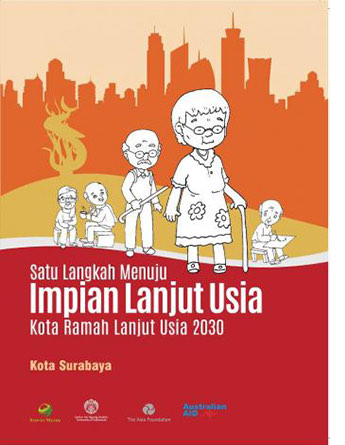 Satu Langkah Menuju
Impian Lanjut Usia
Kota Ramah Lanjut Usia 2030
Kota Surabaya
The Asia Foundation
Australian
AID